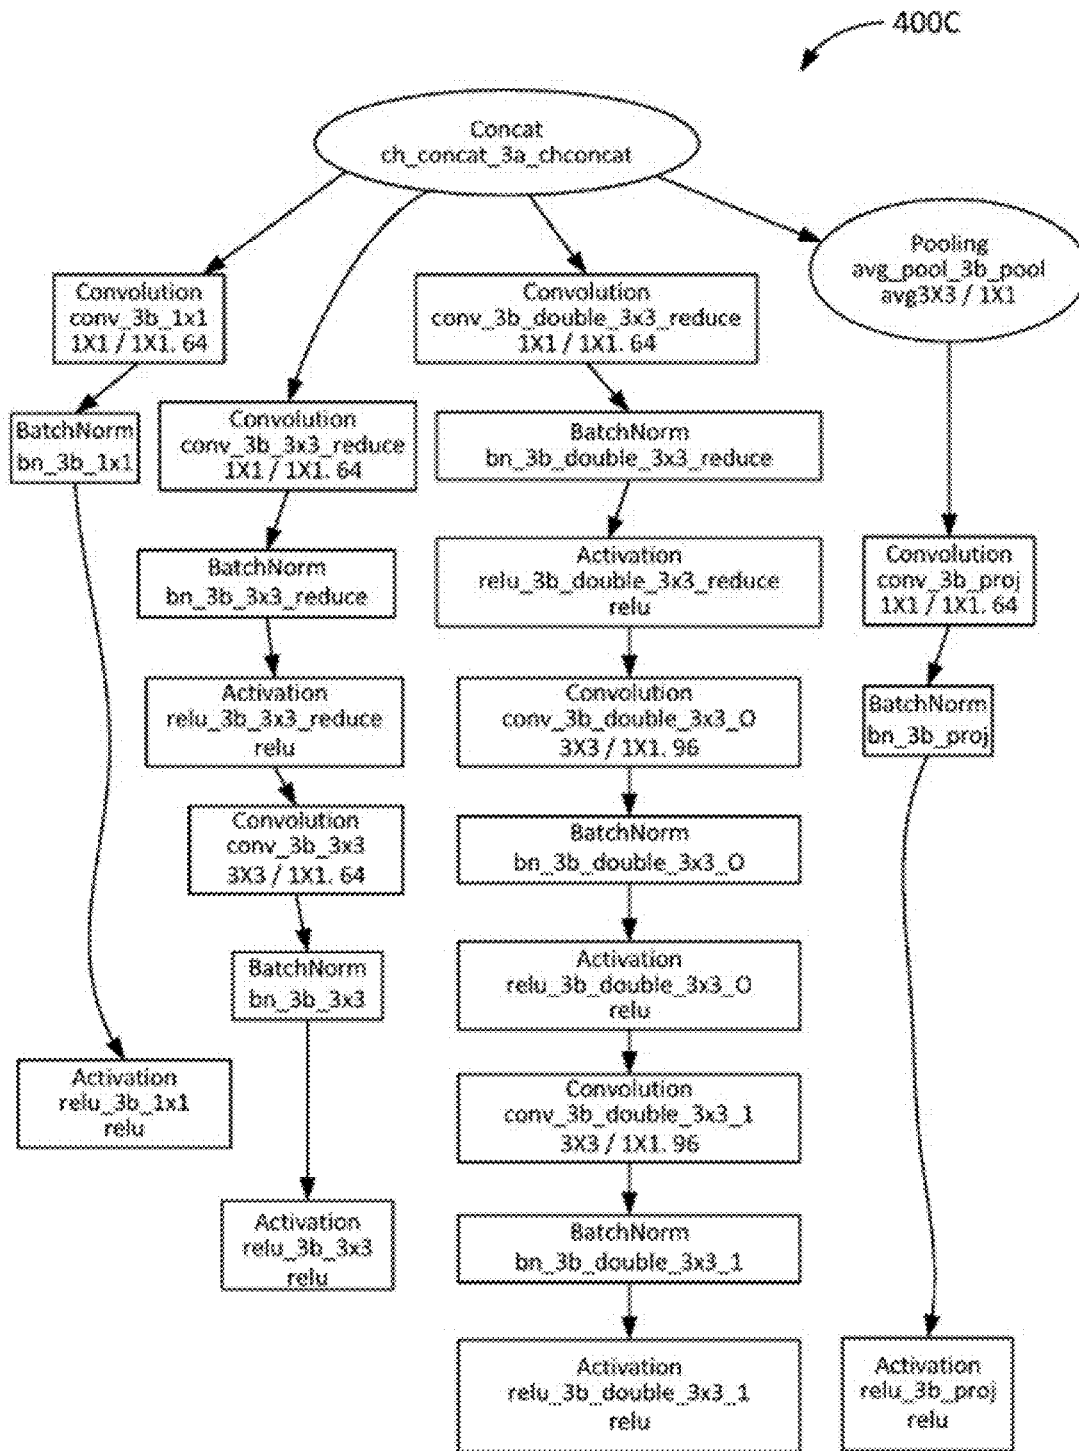 400C
Concat
ch_concat_3a_chconcat
Pooling
avg_pool_3b_pool
avg3X3 / 1X1
Convolution
conv_3b_1x1
1X1 / 1X1. 64
Convolution
conv_3b_double_3x3_reduce
1X1 / 1X1. 64
BatchNorm
bn_3b_1x1
Convolution
conv_3b_3x3_reduce
1X1 / 1X1. 64
BatchNorm
bn_3b_double_3x3_reduce
BatchNorm
bn_3b_3x3_reduce
Activation
relu_3b_double_3x3_reduce
relu
Convolution
conv_3b_proj
1X1 / 1X1. 64
Activation
relu_3b_3x3_reduce
relu
Convolution
conv_3b_double_3x3_O
3X3 / 1X1. 96
BatchNorm
bn_3b_proj
Convolution
conv_3b_3x3
3X3 / 1X1. 64
BatchNorm
bn_3b_double_3x3_O
BatchNorm
bn_3b_3x3
Activation
relu_3b_double_3x3_O
relu
Activation
relu_3b_1x1
relu
Convolution
conv_3b_double_3x3_1
3X3 / 1X1. 96
Activation
relu_3b_3x3
relu
BatchNorm
bn_3b_double_3x3_1
Activation
relu_3b_double_3x3_1
relu
Activation
relu_3b_proj
relu